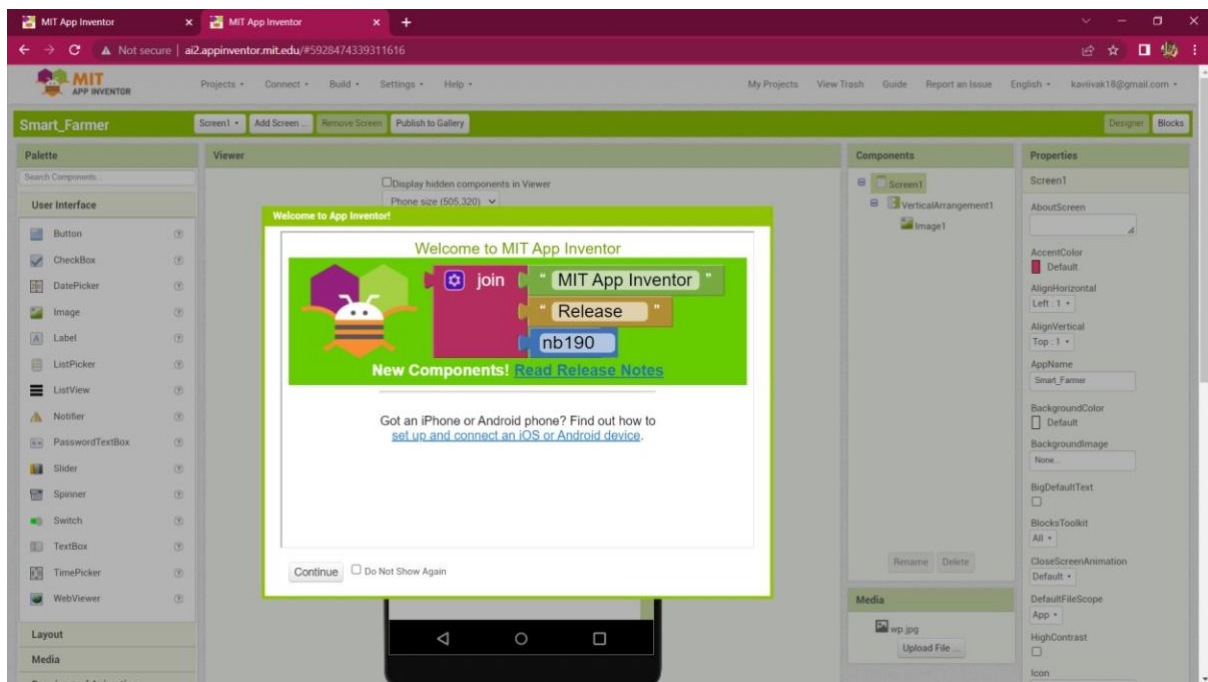 MIT App Inventor
MIT App Inventor
Not secure
ai2.appinventor.mit.edu/#5928474339311616
MIT
APP INVENTOR
Projects
Connect
Build
Settings
Help
My Projects
View Trash
Guide
Report an Issue
English
kaviivak18@gmail.com
Smart_Farmer
Screen1
Add Screen ...
Remove Screen
Publish to Gallery
Designer
Blocks
Palette
Search Components...
User Interface
Button
CheckBox
DatePicker
Image
Label
ListPicker
ListView
Notifier
PasswordTextBox
Slider
Spinner
Switch
TextBox
TimePicker
WebViewer
Layout
Media
Viewer
Display hidden components in Viewer
Phone size (505,320)
Welcome to App Inventor!
Welcome to MIT App Inventor
join " MIT App Inventor "
" Release "
nb190
New Components! Read Release Notes
Got an iPhone or Android phone? Find out how to
set up and connect an iOS or Android device.
Continue
Do Not Show Again
Components
Screen1
VerticalArrangement1
Image1
Rename
Delete
Media
wp.jpg
Upload File ...
Properties
Screen1
AboutScreen
AccentColor
Default
AlignHorizontal
Left : 1
AlignVertical
Top : 1
AppName
Smart_Farmer
BackgroundColor
Default
BackgroundImage
None...
BigDefaultText
BlocksToolkit
All
CloseScreenAnimation
Default
DefaultFileScope
App
HighContrast
Icon